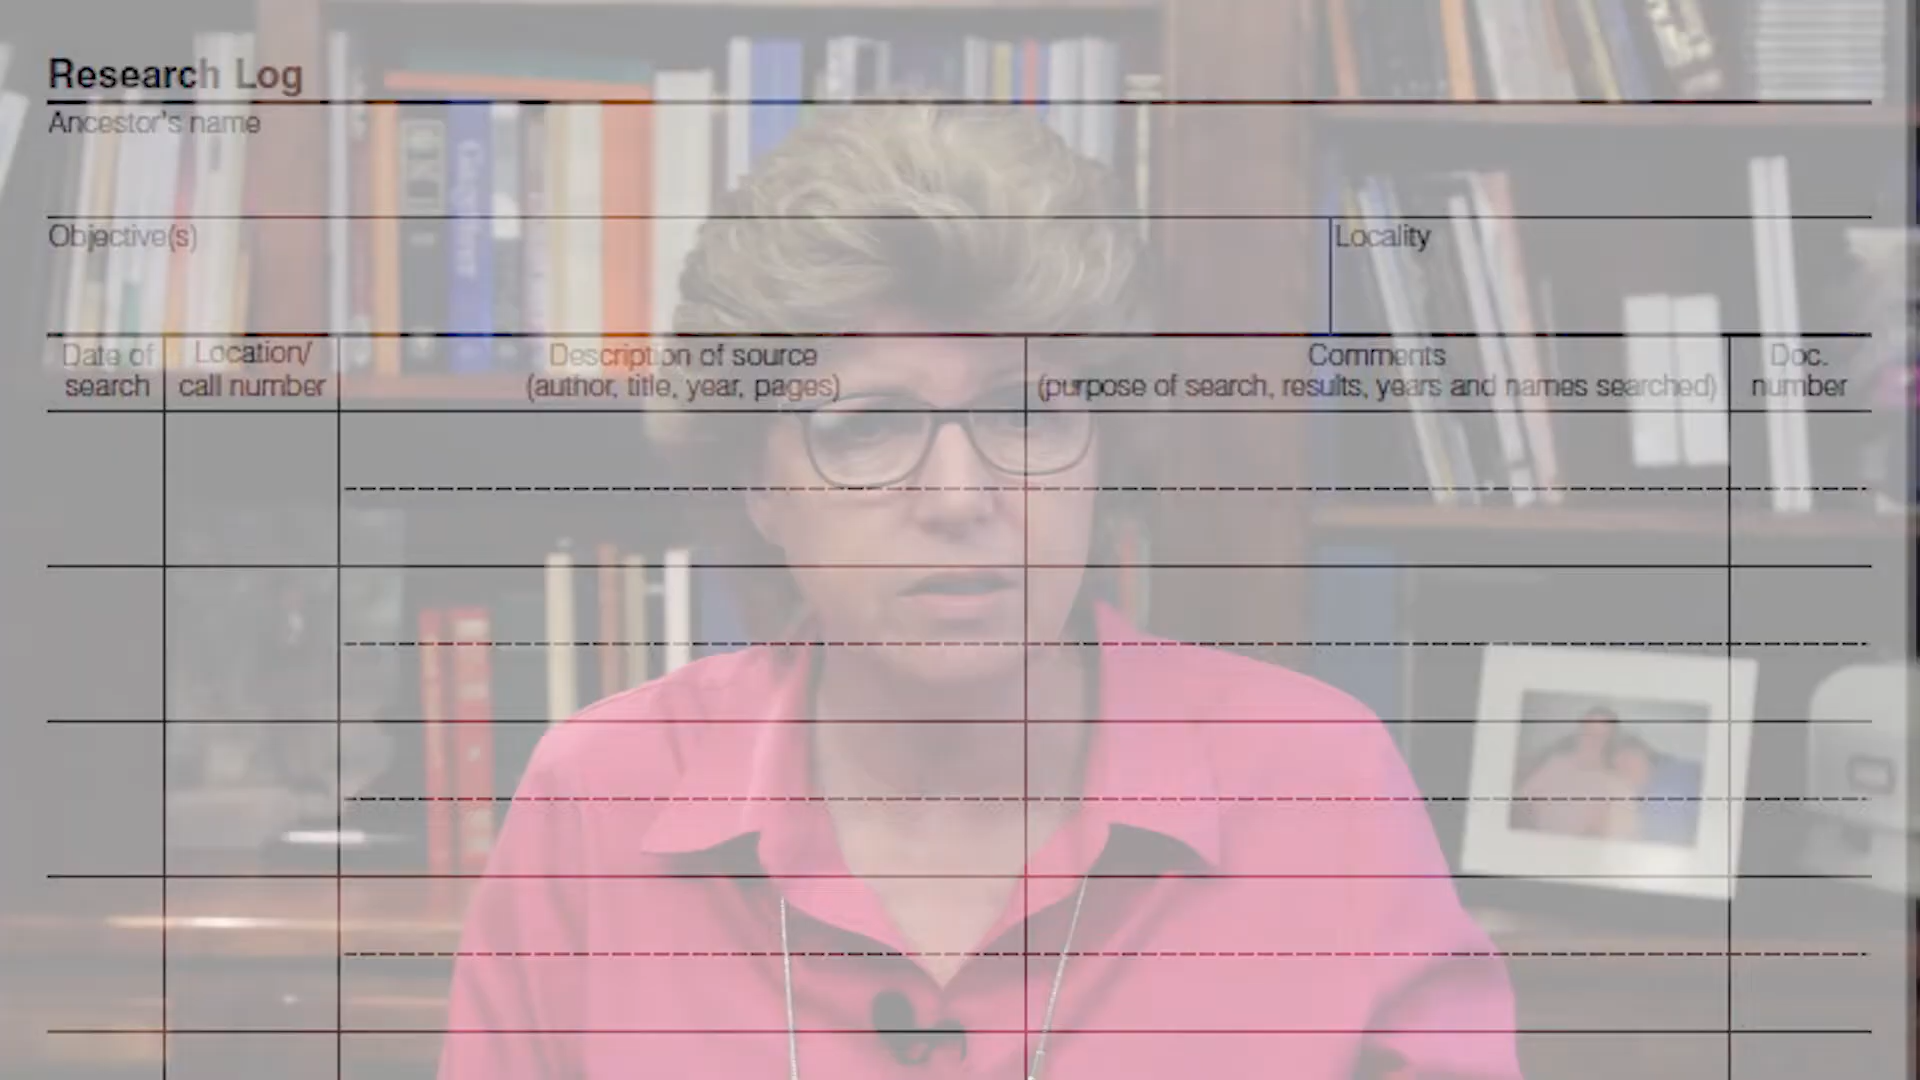 Research Log
Ancestor's name
Objective(s)
Locality
Date of search
Location/ call number
Description of source
(author, title, year, pages)
Comments
(purpose of search, results, years and names searched)
Doc. number